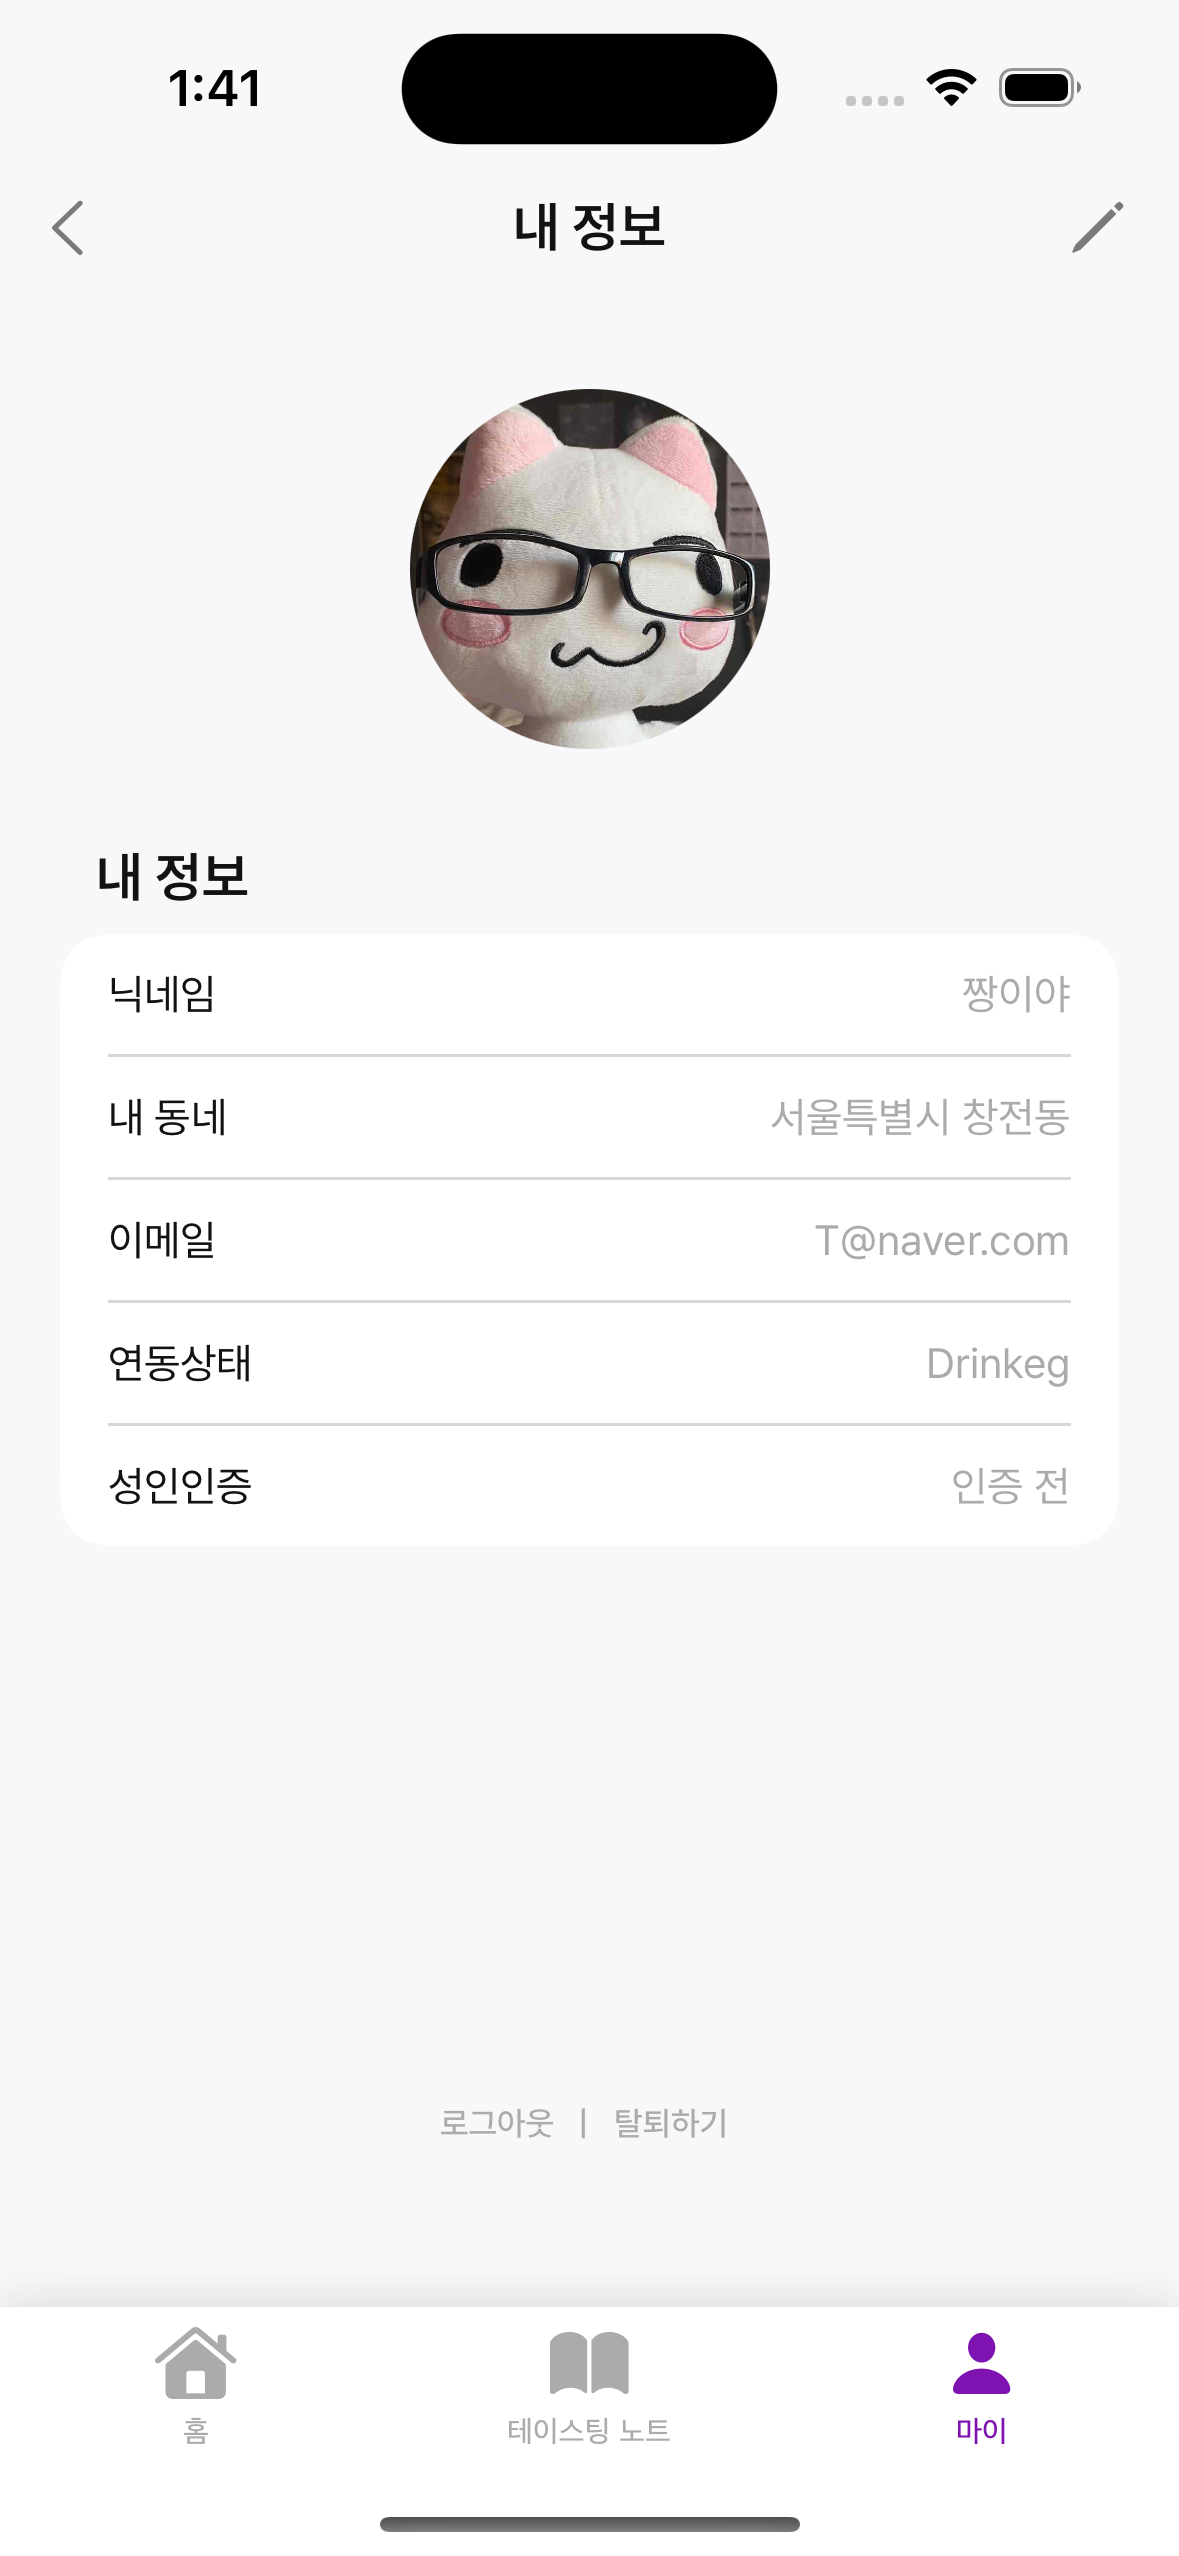 1:41
내 정보
내 정보
닉네임 짱이야
내 동네 서울특별시 창전동
이메일 T@naver.com
연동상태 Drinkeg
성인인증 인증 전
로그아웃 | 탈퇴하기
홈 테이스팅 노트 마이